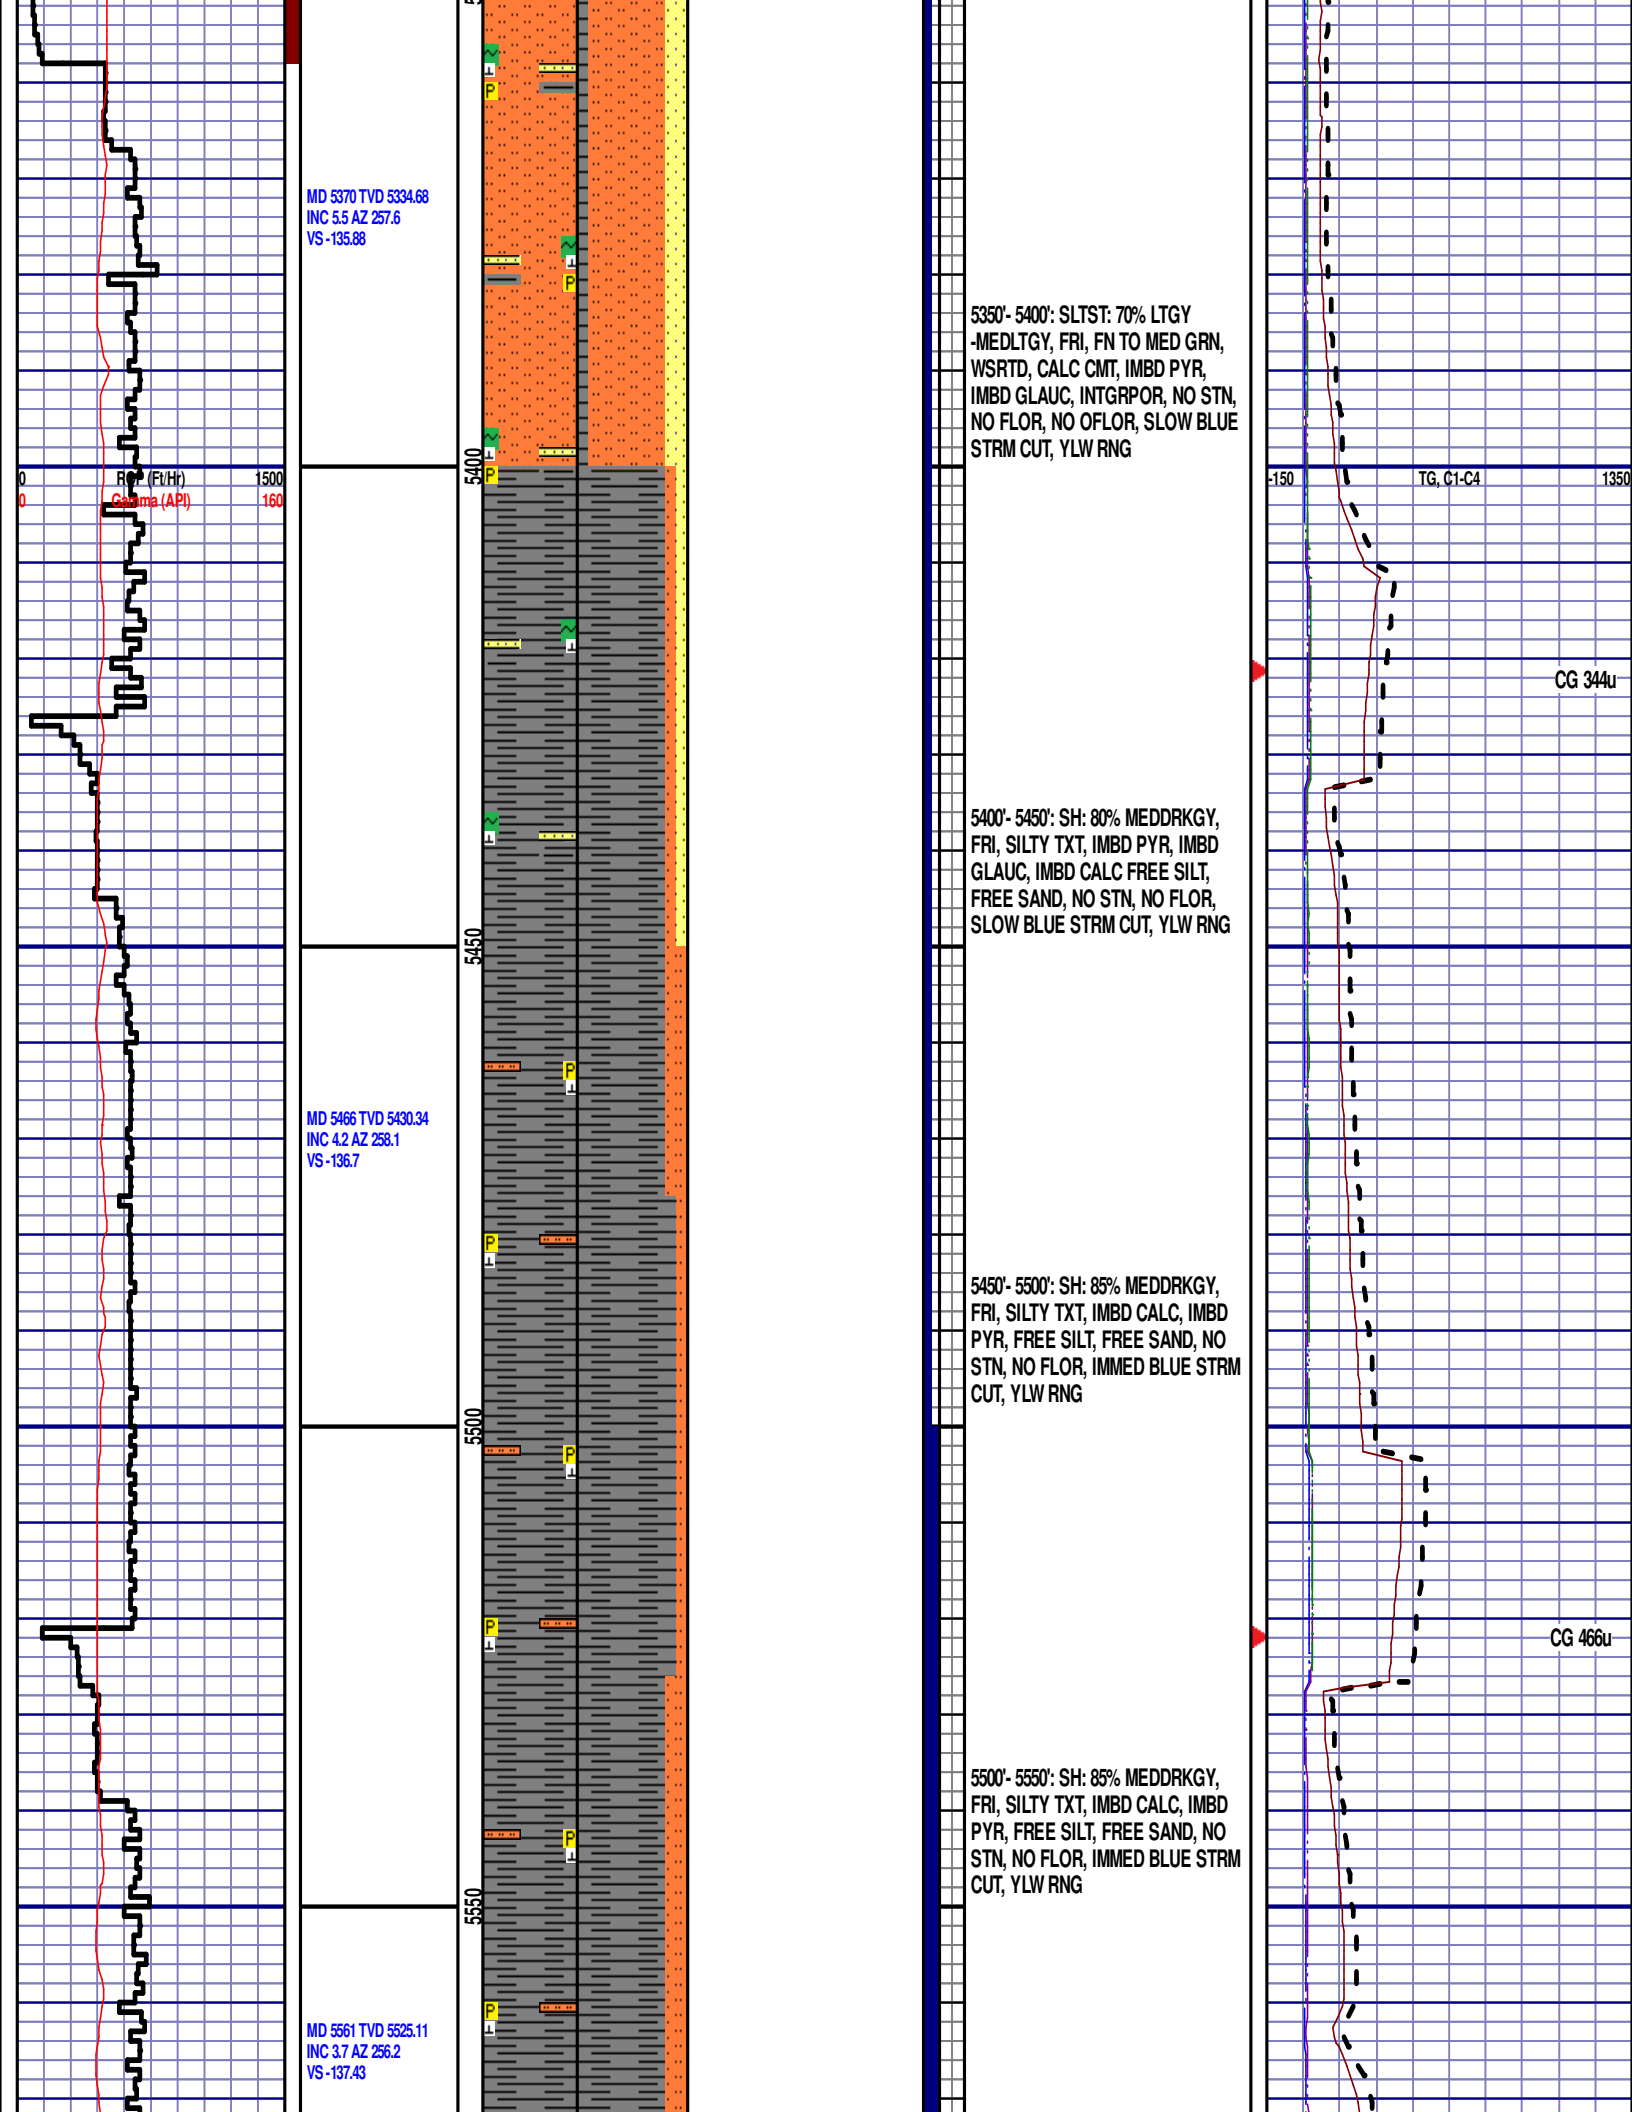 MD 5370 TVD 5334.68
INC 5.5 AZ 257.6
VS -135.88
5350'- 5400': SLTST: 70% LTGY
-MEDLTGY, FRI, FN TO MED GRN,
WSRTD, CALC CMT, IMBD PYR,
IMBD GLAUC, INTGRPOR, NO STN,
NO FLOR, NO OFLOR, SLOW BLUE
STRM CUT, YLW RNG
P
P
P
5400
0 ROP (Ft/Hr) 1500
0 Gamma (API) 160
-150 TG, C1-C4 1350
CG 344u
5400'- 5450': SH: 80% MEDDRKGY,
FRI, SILTY TXT, IMBD PYR, IMBD
GLAUC, IMBD CALC FREE SILT,
FREE SAND, NO STN, NO FLOR,
SLOW BLUE STRM CUT, YLW RNG
5450
P
MD 5466 TVD 5430.34
INC 4.2 AZ 258.1
VS -136.7
P
5450'- 5500': SH: 85% MEDDRKGY,
FRI, SILTY TXT, IMBD CALC, IMBD
PYR, FREE SILT, FREE SAND, NO
STN, NO FLOR, IMMED BLUE STRM
CUT, YLW RNG
5500
P
P
CG 466u
5500'- 5550': SH: 85% MEDDRKGY,
FRI, SILTY TXT, IMBD CALC, IMBD
PYR, FREE SILT, FREE SAND, NO
STN, NO FLOR, IMMED BLUE STRM
CUT, YLW RNG
P
5550
P
MD 5561 TVD 5525.11
INC 3.7 AZ 256.2
VS -137.43